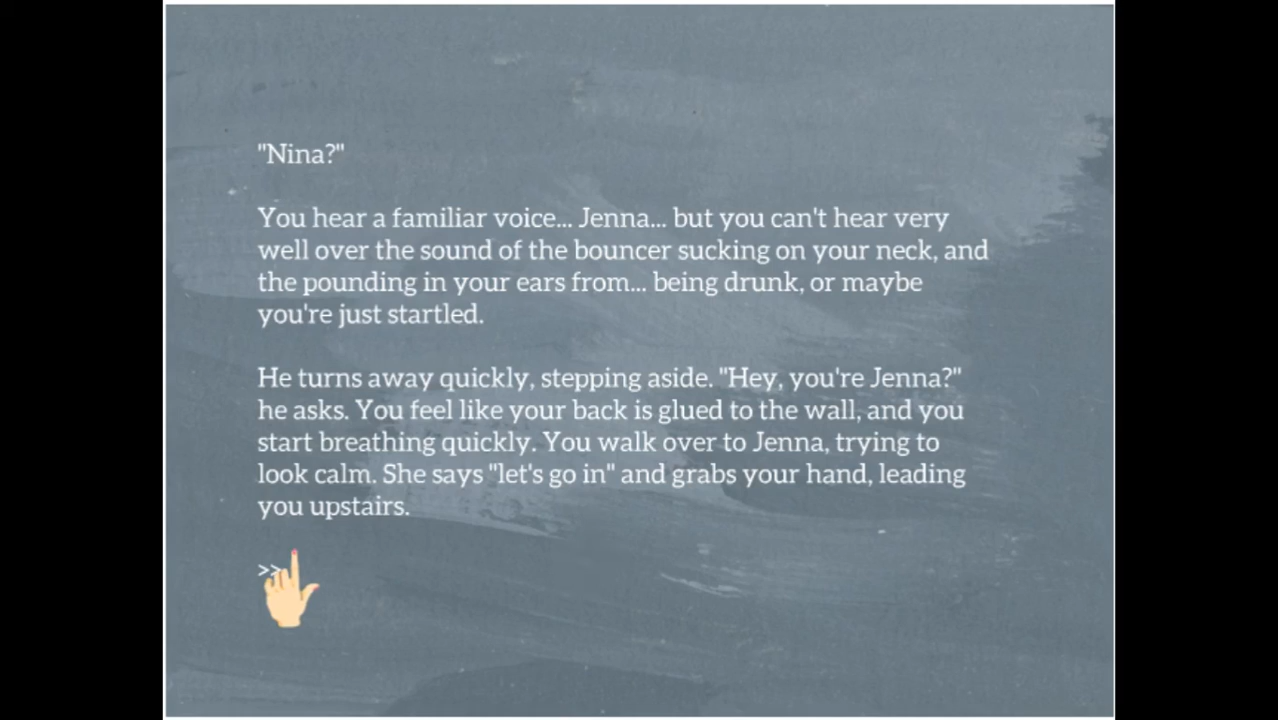 "Nina?"
You hear a familiar voice... Jenna... but you can't hear very
well over the sound of the bouncer sucking on your neck, and
the pounding in your ears from... being drunk, or maybe
you're just startled.
He turns away quickly, stepping aside. "Hey, you're Jenna?"
he asks. You feel like your back is glued to the wall, and you
start breathing quickly. You walk over to Jenna, trying to
look calm. She says "let's go in" and grabs your hand, leading
you upstairs.
>>